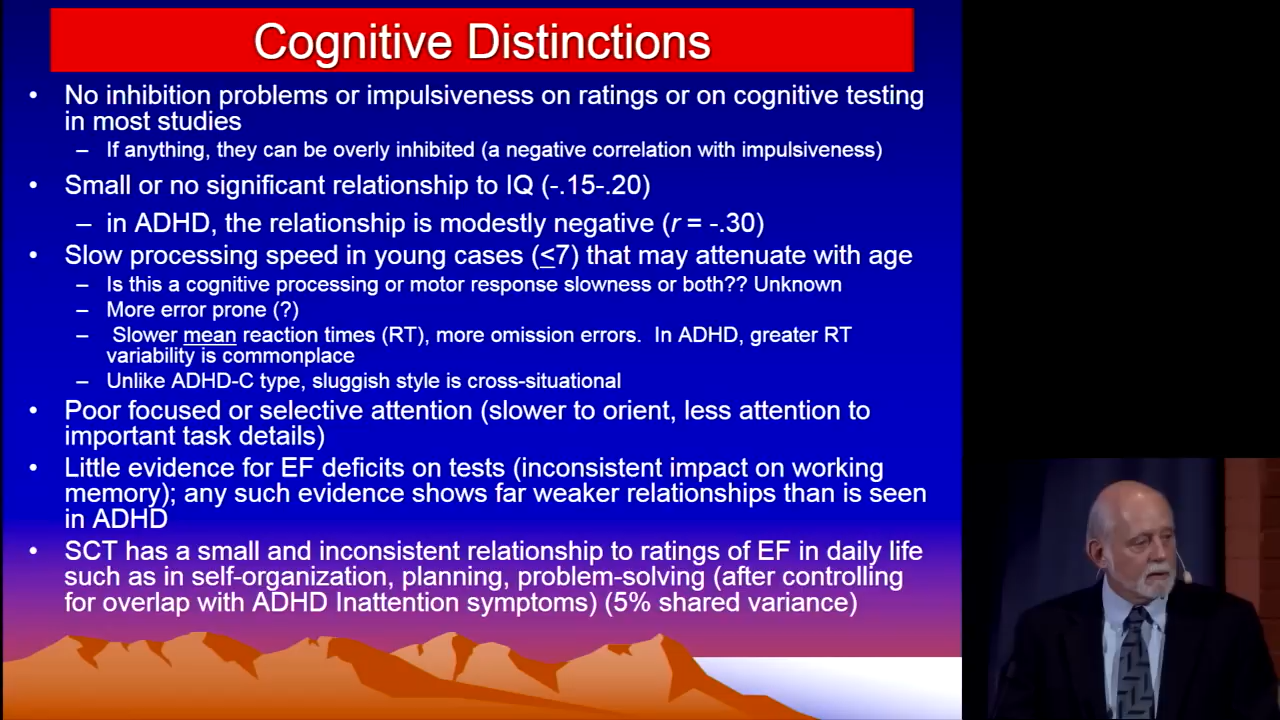 Cognitive Distinctions
• No inhibition problems or impulsiveness on ratings or on cognitive testing
in most studies
– If anything, they can be overly inhibited (a negative correlation with impulsiveness)
• Small or no significant relationship to IQ (-.15-.20)
– in ADHD, the relationship is modestly negative (r = -.30)
• Slow processing speed in young cases (≤7) that may attenuate with age
– Is this a cognitive processing or motor response slowness or both?? Unknown
– More error prone (?)
– Slower mean reaction times (RT), more omission errors. In ADHD, greater RT
variability is commonplace
– Unlike ADHD-C type, sluggish style is cross-situational
• Poor focused or selective attention (slower to orient, less attention to
important task details)
• Little evidence for EF deficits on tests (inconsistent impact on working
memory); any such evidence shows far weaker relationships than is seen
in ADHD
• SCT has a small and inconsistent relationship to ratings of EF in daily life
such as in self-organization, planning, problem-solving (after controlling
for overlap with ADHD Inattention symptoms) (5% shared variance)